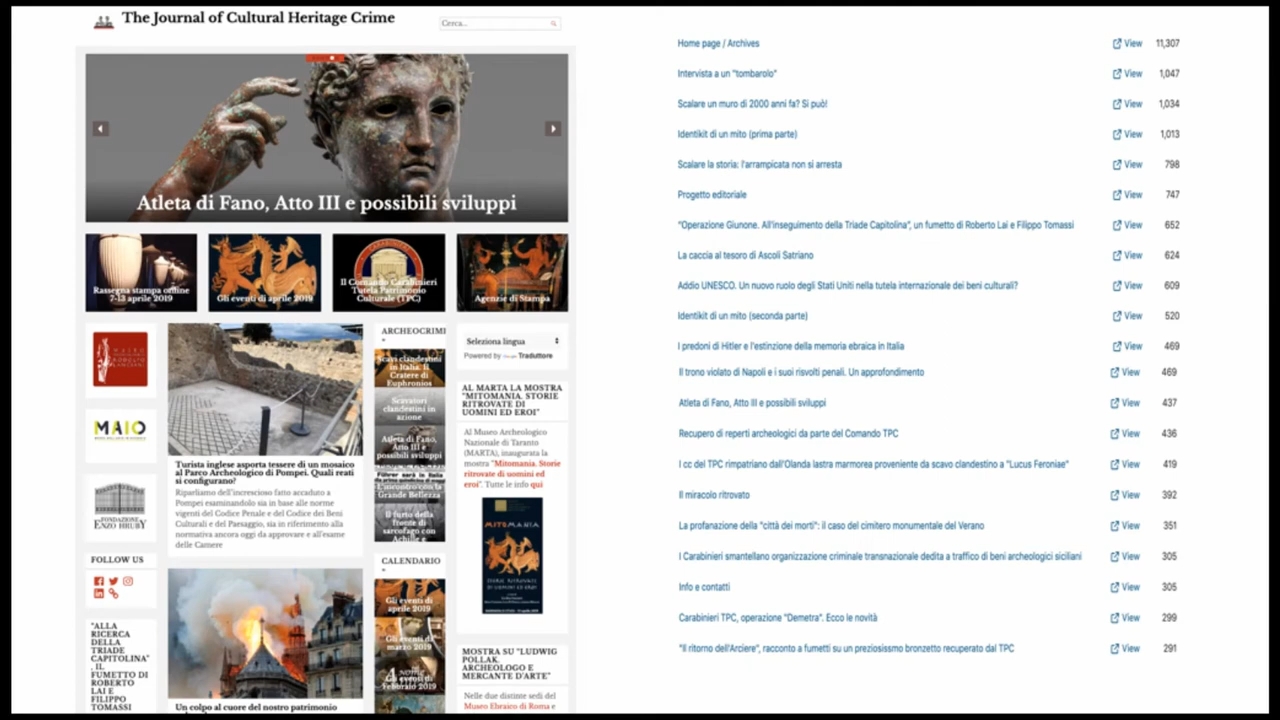 The Journal of Cultural Heritage Crime
Cerca...
Atleta di Fano, Atto III e possibili sviluppi
Rassegna stampa online
7-13 aprile 2019
Gli eventi di aprile 2019
Il Comando Carabinieri
Tutela Patrimonio
Culturale (TPC)
Agenzie di Stampa
MAIO
FONDAZIONE
ENZO HRUBY
FOLLOW US
"ALLA
RICERCA
DELLA
TRIADE
CAPITOLINA"
, IL
FUMETTO DI
ROBERTO
LAI E
FILIPPO
TOMASSI
Turista inglese asporta tessere di un mosaico
al Parco Archeologico di Pompei. Quali reati
si configurano?
Riparliamo dell'increscioso fatto accaduto a
Pompei esaminandolo sia in base alle norme
vigenti del Codice Penale e del Codice dei Beni
Culturali e del Paesaggio, sia in riferimento alla
normativa ancora oggi da approvare e all'esame
delle Camere
Un colpo al cuore del nostro patrimonio
ARCHEOCRIME
Scavi clandestini
in Italia: Il
Cratere di
Euphronios
Scavatori
clandestini in
azione
Atleta di Fano,
Atto III e
possibili sviluppi
L'incontro con la
Grande Bellezza
Il furto della
fronte di
sarcofago con
Achille e
CALENDARIO
Gli eventi di
aprile 2019
Gli eventi di
marzo 2019
Gli eventi di
Febbraio 2019
Seleziona lingua
Powered by Google Traduttore
AL MARTA LA MOSTRA
"MITOMANIA. STORIE
RITROVATE DI
UOMINI ED EROI"
Al Museo Archeologico
Nazionale di Taranto
(MARTA), inaugurata la
mostra "Mitomania. Storie
ritrovate di uomini ed
eroi". Tutte le info qui
MITOMANIA
MOSTRA SU "LUDWIG
POLLAK.
ARCHEOLOGO E
MERCANTE D'ARTE"
Nelle due distinte sedi del
Museo Ebraico di Roma e
Home page / Archives View 11,307
Intervista a un "tombarolo" View 1,047
Scalare un muro di 2000 anni fa? Si può! View 1,034
Identikit di un mito (prima parte) View 1,013
Scalare la storia: l'arrampicata non si arresta View 798
Progetto editoriale View 747
"Operazione Giunone. All'inseguimento della Triade Capitolina", un fumetto di Roberto Lai e Filippo Tomassi View 652
La caccia al tesoro di Ascoli Satriano View 624
Addio UNESCO. Un nuovo ruolo degli Stati Uniti nella tutela internazionale dei beni culturali? View 609
Identikit di un mito (seconda parte) View 520
I predoni di Hitler e l'estinzione della memoria ebraica in Italia View 469
Il trono violato di Napoli e i suoi risvolti penali. Un approfondimento View 469
Atleta di Fano, Atto III e possibili sviluppi View 437
Recupero di reperti archeologici da parte del Comando TPC View 436
I cc del TPC rimpatriano dall'Olanda lastra marmorea proveniente da scavo clandestino a "Lucus Feroniae" View 419
Il miracolo ritrovato View 392
La profanazione della "città dei morti": il caso del cimitero monumentale del Verano View 351
I Carabinieri smantellano organizzazione criminale transnazionale dedita a traffico di beni archeologici siciliani View 305
Info e contatti View 305
Carabinieri TPC, operazione "Demetra". Ecco le novità View 299
"Il ritorno dell'Arciere", racconto a fumetti su un preziosissmo bronzetto recuperato dal TPC View 291